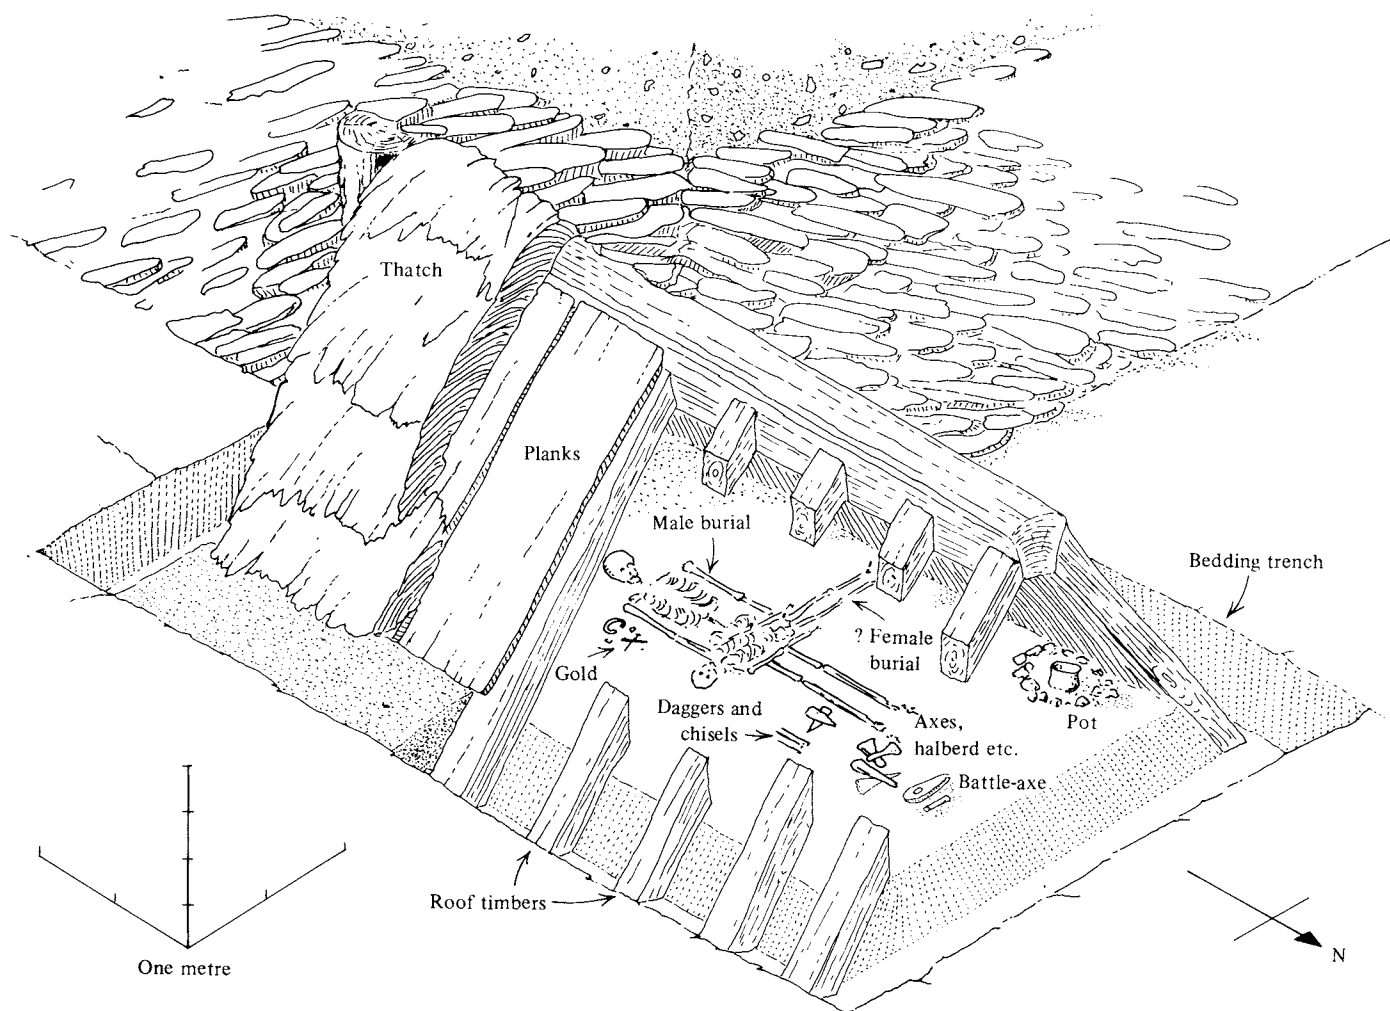 Thatch
Planks
Male burial
Bedding trench
? Female
burial
Gold
Daggers and
chisels
Axes,
halberd etc.
Pot
Battle-axe
Roof timbers
One metre
N